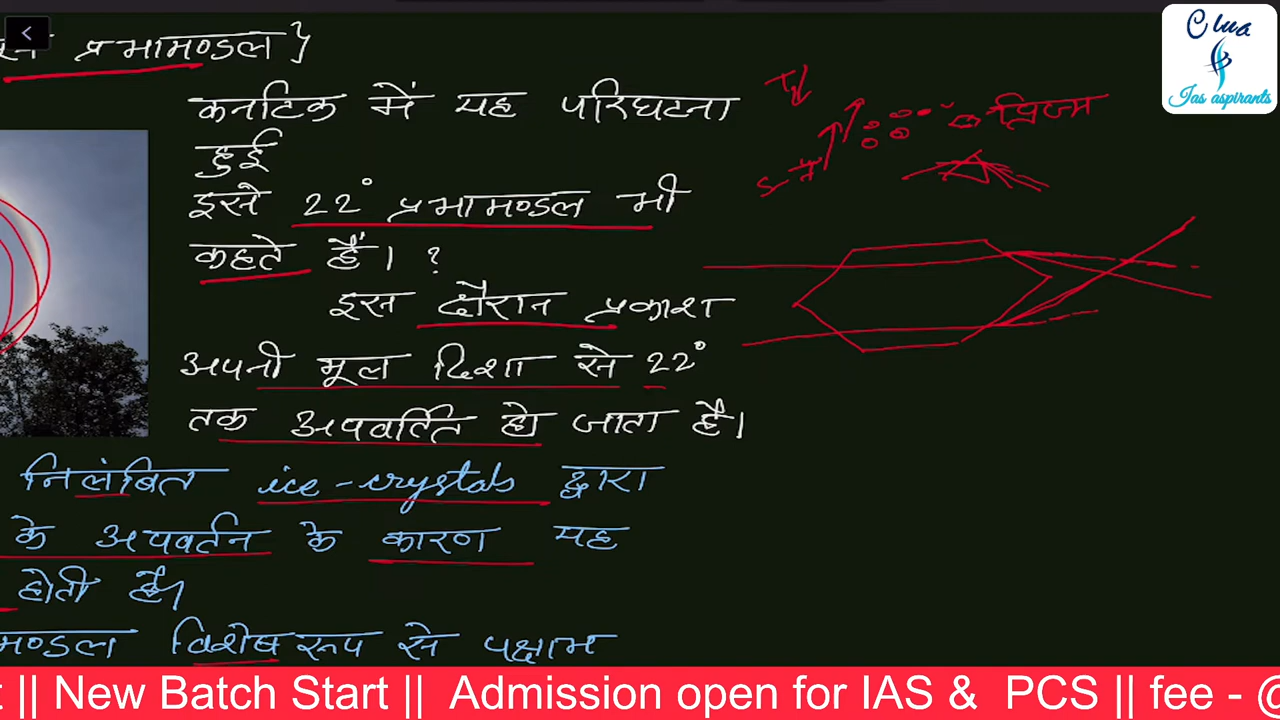 प्रभामण्डल}
कनटिक में यह परिघटना
हुई
इसे 22° प्रभामण्डल भी
कहते हैं। ?
इस दौरान प्रकाश
अपनी मूल दिशा से 22°
तक अपवर्तित हो जाता है।
निलंबित ice-crystals द्वारा
के अपवर्तन के कारण यह
होती है।
मण्डल विशेष रूप से पक्षाभ
प्रिज्म
Clua
Ias aspirants
t || New Batch Start || Admission open for IAS & PCS || fee - @